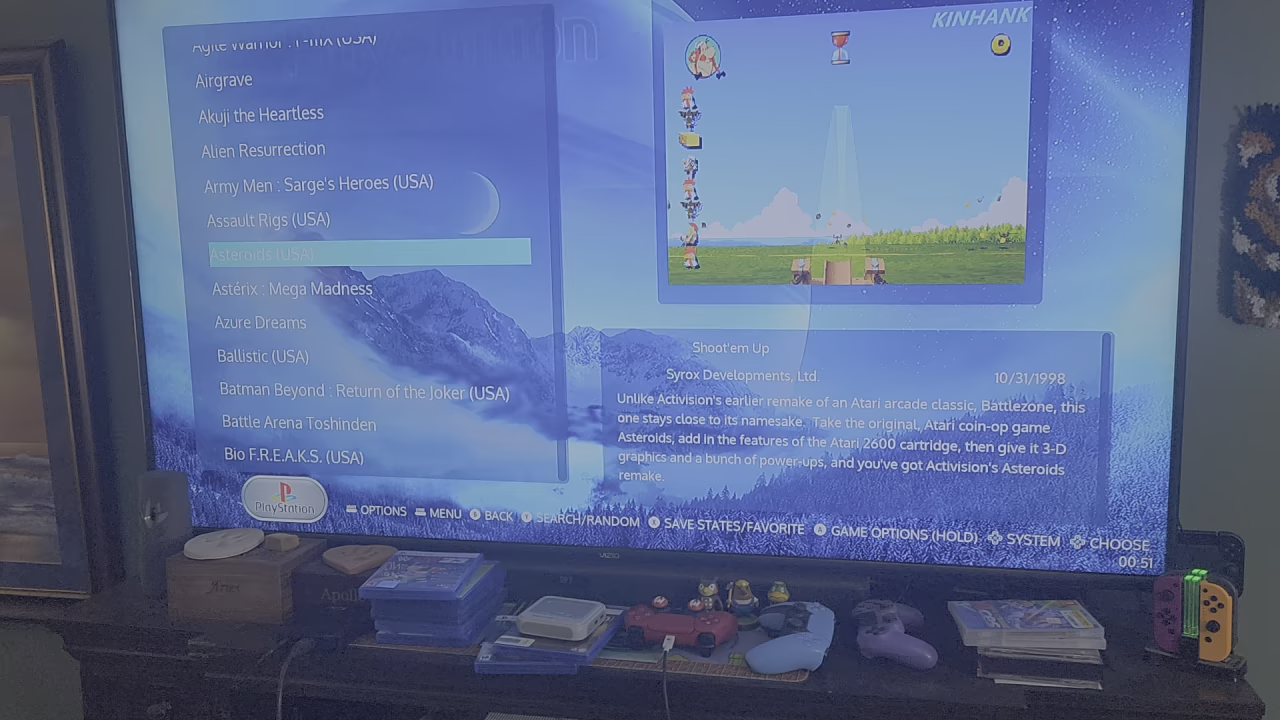 KINHANK
Agile Warrior : F-111X (USA)
Airgrave
Akuji the Heartless
Alien Resurrection
Army Men : Sarge's Heroes (USA)
Assault Rigs (USA)
Asteroids (USA)
Astérix : Mega Madness
Azure Dreams
Ballistic (USA)
Batman Beyond : Return of the Joker (USA)
Battle Arena Toshinden
Bio F.R.E.A.K.S. (USA)
Shoot'em Up
Syrox Developments, Ltd. 10/31/1998
Unlike Activision's earlier remake of an Atari arcade classic, Battlezone, this
one stays close to its namesake. Take the original, Atari coin-op game
Asteroids, add in the features of the Atari 2600 cartridge, then give it 3-D
graphics and a bunch of power-ups, and you've got Activision's Asteroids
remake.
PlayStation
OPTIONS MENU BACK SEARCH/RANDOM SAVE STATES/FAVORITE GAME OPTIONS (HOLD) SYSTEM CHOOSE
00:51
VIZIO
Aries